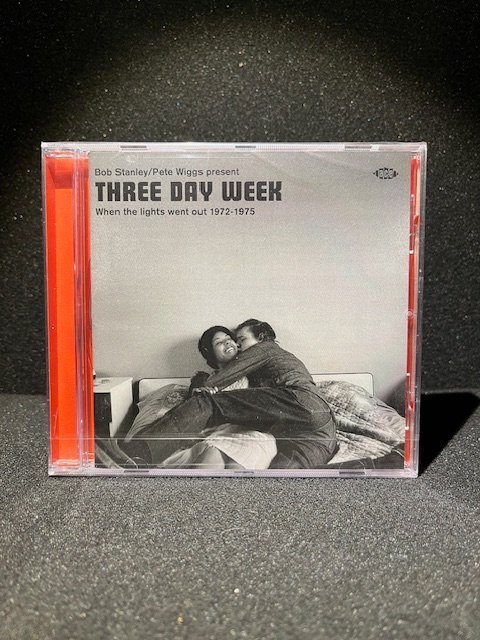 Bob Stanley/Pete Wiggs present
THREE DAY WEEK
When the lights went out 1972-1975
ace